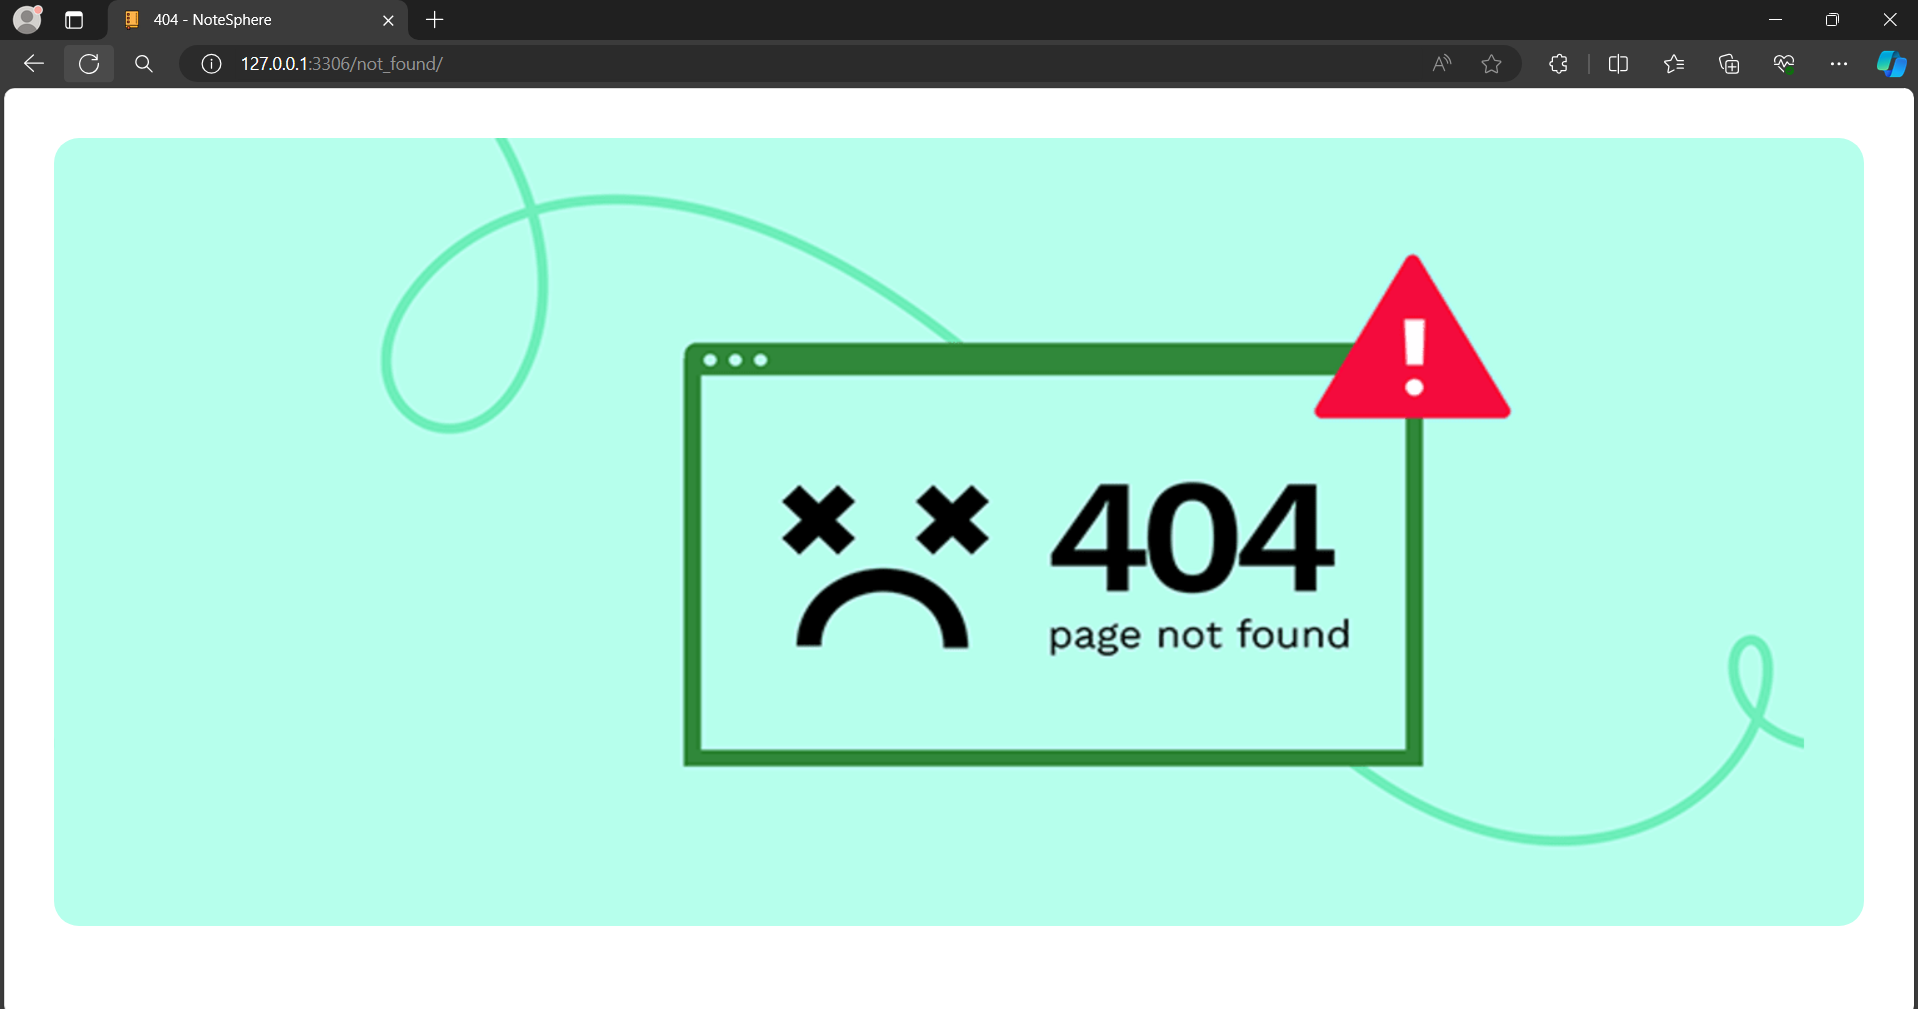 404 - NoteSphere
127.0.0.1:3306/not_found/
404
page not found